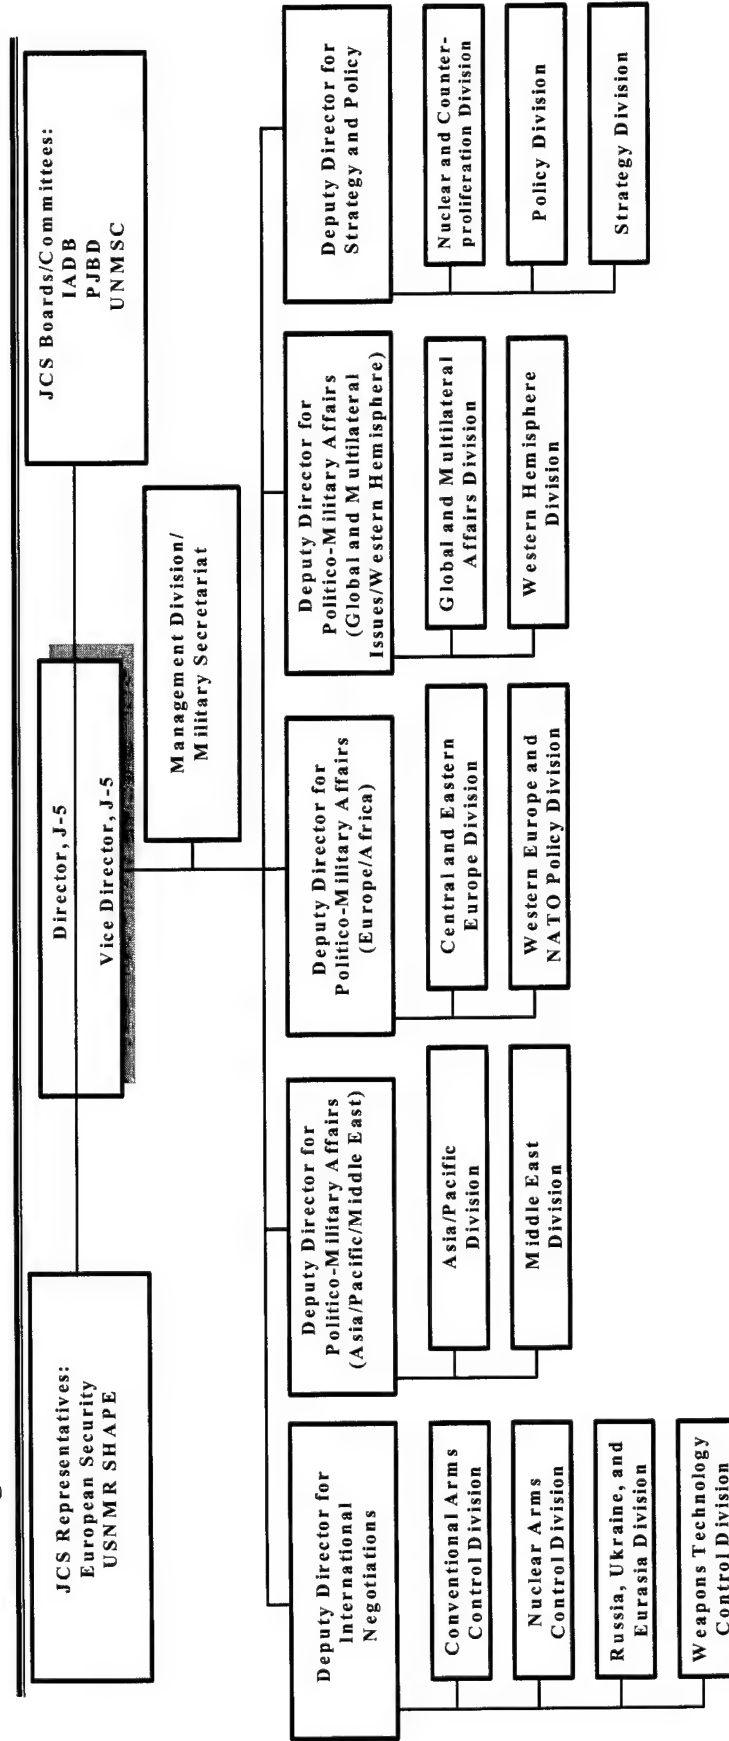 JCS Representatives:
European Security
USNMR SHAPE
Director, J-5
Vice Director, J-5
JCS Boards/Committees:
IADB
PJBD
UNMSC
Management Division/
Military Secretariat
Deputy Director for
International
Negotiations
Conventional Arms
Control Division
Nuclear Arms
Control Division
Russia, Ukraine, and
Eurasia Division
Weapons Technology
Control Division
Deputy Director for
Politico-Military Affairs
(Asia/Pacific/Middle East)
Asia/Pacific
Division
Middle East
Division
Deputy Director for
Politico-Military Affairs
(Europe/Africa)
Central and Eastern
Europe Division
Western Europe and
NATO Policy Division
Deputy Director for
Politico-Military Affairs
(Global and Multilateral
Issues/Western Hemisphere)
Global and Multilateral
Affairs Division
Western Hemisphere
Division
Deputy Director for
Strategy and Policy
Nuclear and Counter-
proliferation Division
Policy Division
Strategy Division